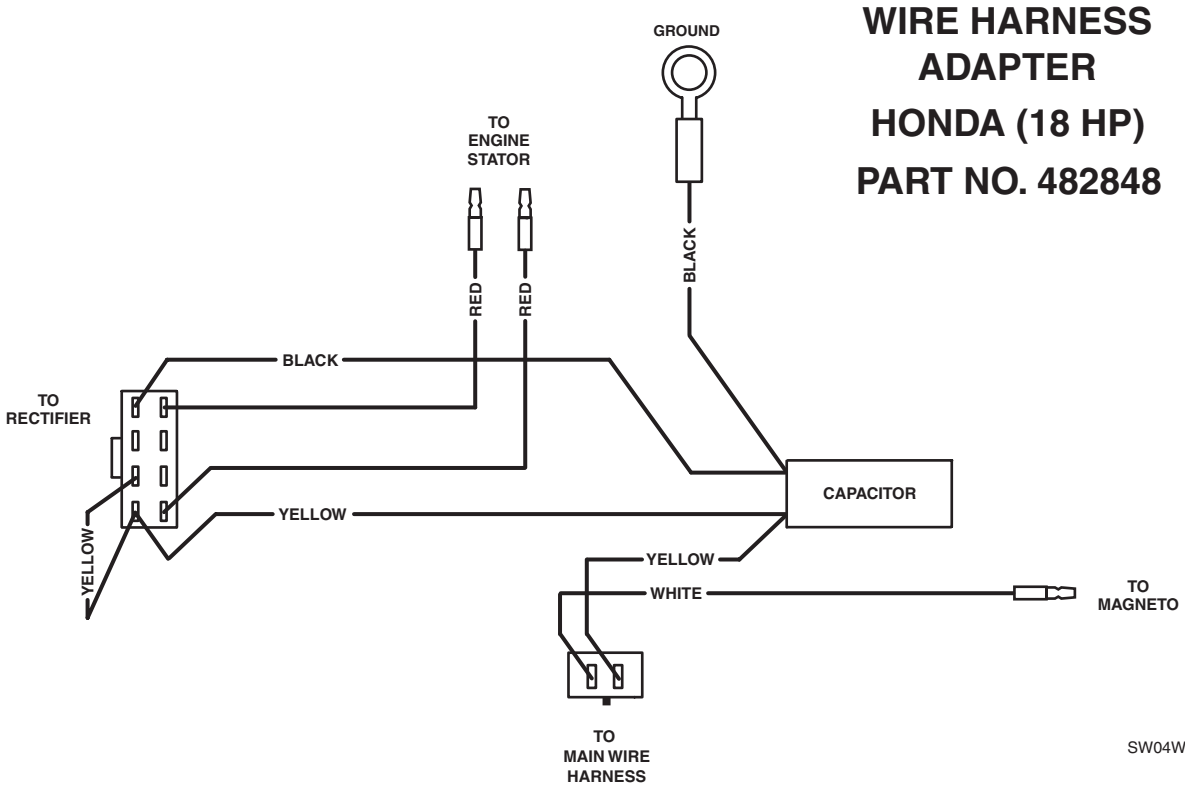 WIRE HARNESS
ADAPTER
HONDA (18 HP)
PART NO. 482848
GROUND
TO
ENGINE
STATOR
BLACK
RED
RED
BLACK
TO
RECTIFIER
CAPACITOR
YELLOW
YELLOW
YELLOW
WHITE
TO
MAGNETO
TO
MAIN WIRE
HARNESS
SW04W